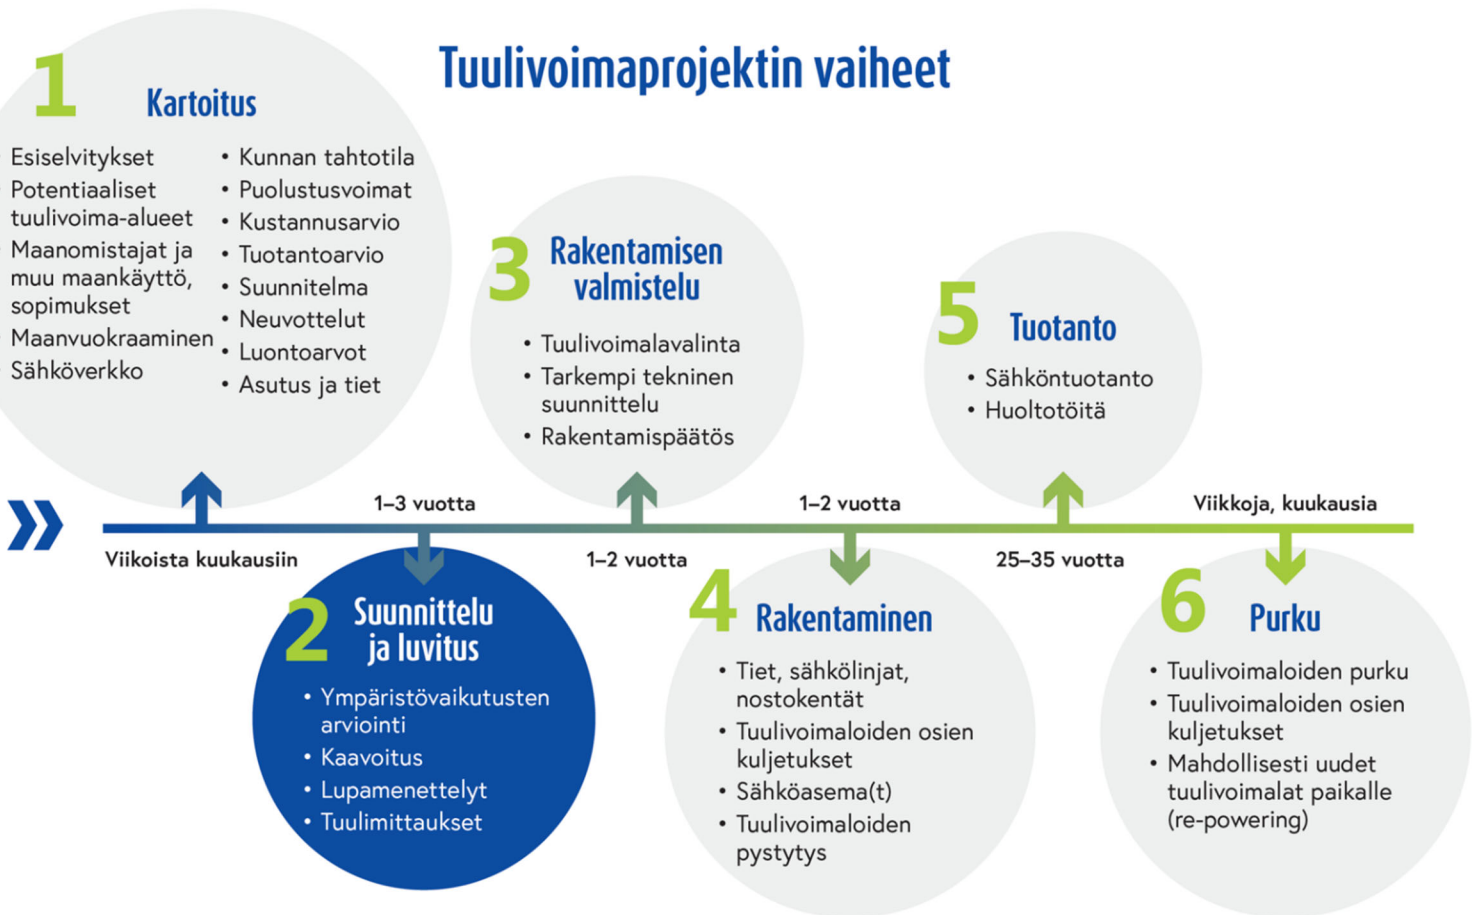 Tuulivoimaprojektin vaiheet
1
Kartoitus
Esiselvitykset
Potentiaaliset
tuulivoima-alueet
Maanomistajat ja
muu maankäyttö,
sopimukset
Maanvuokraaminen
Sähköverkko
• Kunnan tahtotila
• Puolustusvoimat
• Kustannusarvio
• Tuotantoarvio
• Suunnitelma
• Neuvottelut
• Luontoarvot
• Asutus ja tiet
Viikoista kuukausiin
2
Suunnittelu
ja luvitus
• Ympäristövaikutusten
arviointi
• Kaavoitus
• Lupamenettelyt
• Tuulimittaukset
1–3 vuotta
3
Rakentamisen
valmistelu
• Tuulivoimalavalinta
• Tarkempi tekninen
suunnittelu
• Rakentamispäätös
1–2 vuotta
4
Rakentaminen
• Tiet, sähkölinjat,
nostokentät
• Tuulivoimaloiden osien
kuljetukset
• Sähköasema(t)
• Tuulivoimaloiden
pystytys
1–2 vuotta
5
Tuotanto
• Sähköntuotanto
• Huoltotöitä
25–35 vuotta
6
Purku
• Tuulivoimaloiden purku
• Tuulivoimaloiden osien
kuljetukset
• Mahdollisesti uudet
tuulivoimalat paikalle
(re-powering)
Viikkoja, kuukausia